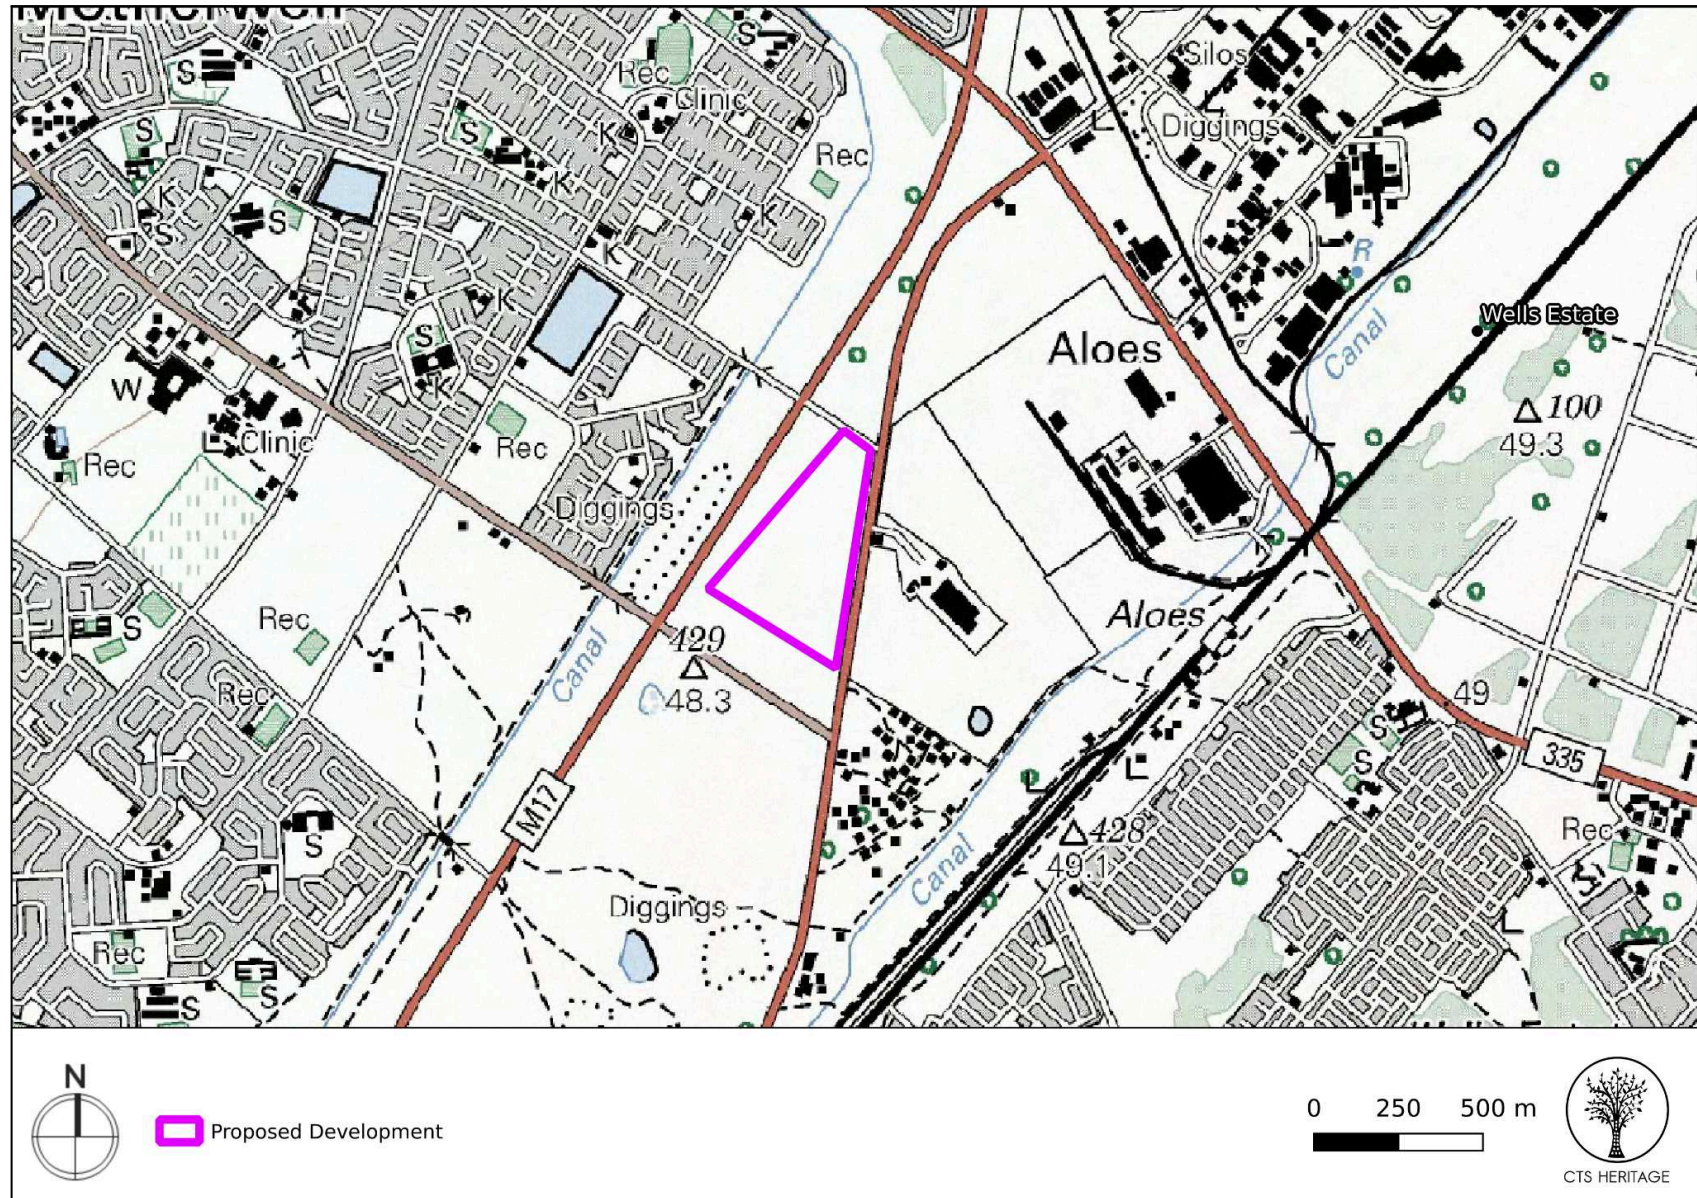 Motherwell
S
Silos
S
Rec
Clinic
S
S
K
Diggings
Rec
K
K
S
K
S
K
R
Wells Estate
K
S
Aloes
Canal
W
K
100
Clinic
Rec
49.3
Rec
Diggings
Aloes
Rec
S
429
Canal
48.3
Rec
49
S
335
S
M17
428
Rec
S
49.1
Canal
Diggings
Rec
S
S
N
Proposed Development
0 250 500 m
CTS HERITAGE